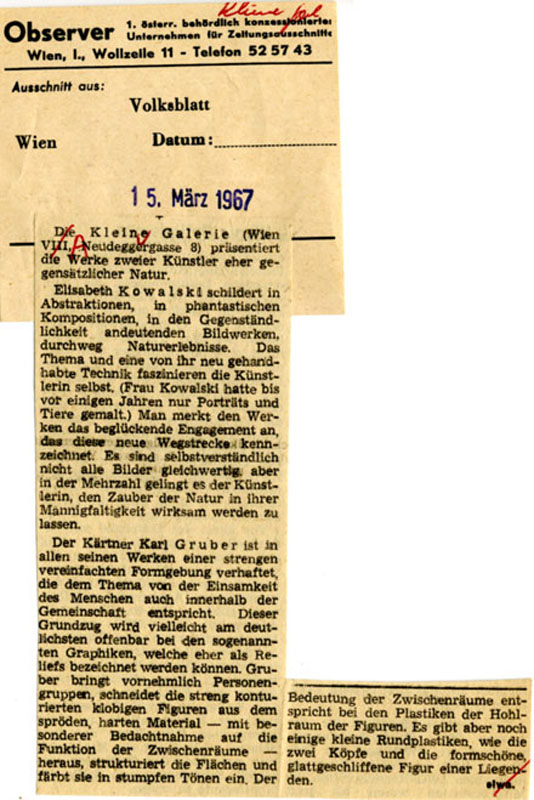 Kleine Gal
Observer
1. österr. behördlich konzessioniertes
Unternehmen für Zeitungsausschnitte
Wien, I., Wollzeile 11 - Telefon 52 57 43
Ausschnitt aus:
Volksblatt
Wien Datum:
15. März 1967
Die Kleine Galerie (Wien
VIII, Neudeggergasse 8) präsentiert
die Werke zweier Künstler eher ge-
gensätzlicher Natur.
Elisabeth Kowalski schildert in
Abstraktionen, in phantastischen
Kompositionen, in den Gegenständ-
lichkeit andeutenden Bildwerken,
durchweg Naturerlebnisse. Das
Thema und eine von ihr neu gehand-
habte Technik faszinieren die Künst-
lerin selbst. (Frau Kowalski hatte bis
vor einigen Jahren nur Porträts und
Tiere gemalt.) Man merkt den Wer-
ken das beglückende Engagement an,
das diese neue Wegstrecke kenn-
zeichnet. Es sind selbstverständlich
nicht alle Bilder gleichwertig, aber
in der Mehrzahl gelingt es der Künst-
lerin, den Zauber der Natur in ihrer
Mannigfaltigkeit wirksam werden zu
lassen.
Der Kärtner Karl Gruber ist in
allen seinen Werken einer strengen
vereinfachten Formgebung verhaftet,
die dem Thema von der Einsamkeit
des Menschen auch innerhalb der
Gemeinschaft entspricht. Dieser
Grundzug wird vielleicht am deut-
lichsten offenbar bei den sogenann-
ten Graphiken, welche eher als Re-
liefs bezeichnet werden können. Gru-
ber bringt vornehmlich Personen-
gruppen, schneidet die streng kontu-
rierten klobigen Figuren aus dem
spröden, harten Material — mit be-
sonderer Bedachtnahme auf die
Funktion der Zwischenräume —
heraus, strukturiert die Flächen und
färbt sie in stumpfen Tönen ein. Der
Bedeutung der Zwischenräume ent-
spricht bei den Plastiken der Hohl-
raum der Figuren. Es gibt aber noch
einige kleine Rundplastiken, wie die
zwei Köpfe und die formschöne,
glattgeschliffene Figur einer Liegen-
den. elwa.